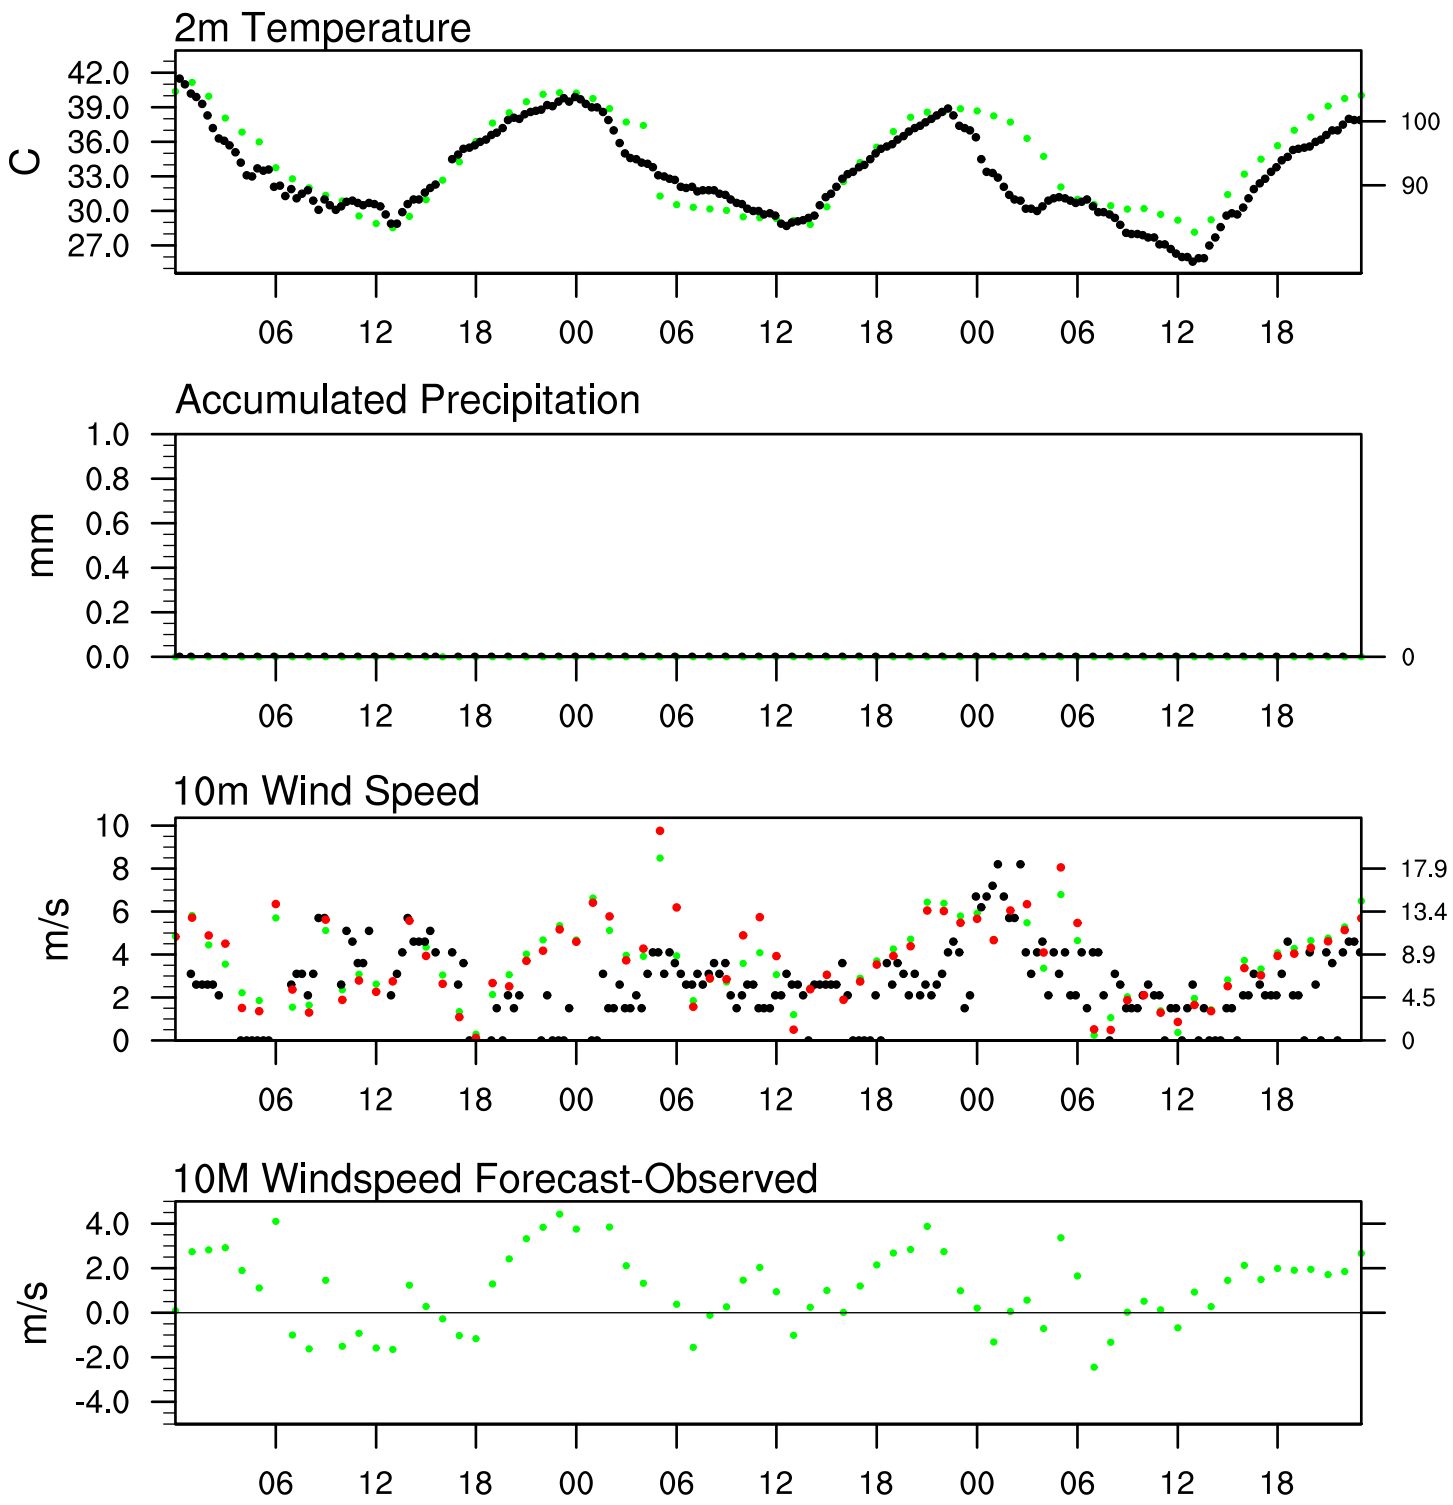 2m Temperature
42.0
39.0
36.0
33.0
30.0
27.0
C
100
90
06 12 18 00 06 12 18 00 06 12 18
Accumulated Precipitation
1.0
0.8
0.6
0.4
0.2
0.0
mm
0
06 12 18 00 06 12 18 00 06 12 18
10m Wind Speed
10
8
6
4
2
0
m/s
17.9
13.4
8.9
4.5
0
06 12 18 00 06 12 18 00 06 12 18
10M Windspeed Forecast-Observed
4.0
2.0
0.0
-2.0
-4.0
m/s
06 12 18 00 06 12 18 00 06 12 18